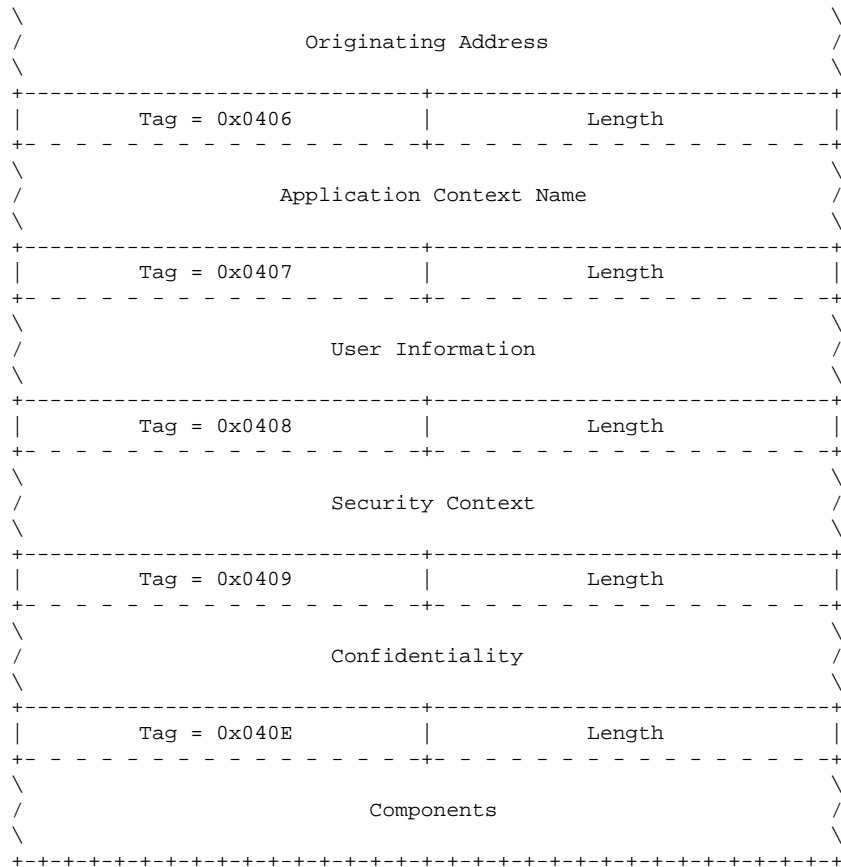 \                                                               \
/                      Originating Address                      /
\                                                               \
+-------------------------------+-------------------------------+
|         Tag = 0x0406          |            Length             |
+- - - - - - - - - - - - - - - -+- - - - - - - - - - - - - - - -+
\                                                               \
/                    Application Context Name                   /
\                                                               \
+-------------------------------+-------------------------------+
|         Tag = 0x0407          |            Length             |
+- - - - - - - - - - - - - - - -+- - - - - - - - - - - - - - - -+
\                                                               \
/                        User Information                       /
\                                                               \
+-------------------------------+-------------------------------+
|         Tag = 0x0408          |            Length             |
+- - - - - - - - - - - - - - - -+- - - - - - - - - - - - - - - -+
\                                                               \
/                        Security Context                       /
\                                                               \
+-------------------------------+-------------------------------+
|         Tag = 0x0409          |            Length             |
+- - - - - - - - - - - - - - - -+- - - - - - - - - - - - - - - -+
\                                                               \
/                        Confidentiality                        /
\                                                               \
+-------------------------------+-------------------------------+
|         Tag = 0x040E          |            Length             |
+- - - - - - - - - - - - - - - -+- - - - - - - - - - - - - - - -+
\                                                               \
/                           Components                          /
\                                                               \
+-+-+-+-+-+-+-+-+-+-+-+-+-+-+-+-+-+-+-+-+-+-+-+-+-+-+-+-+-+-+-+-+